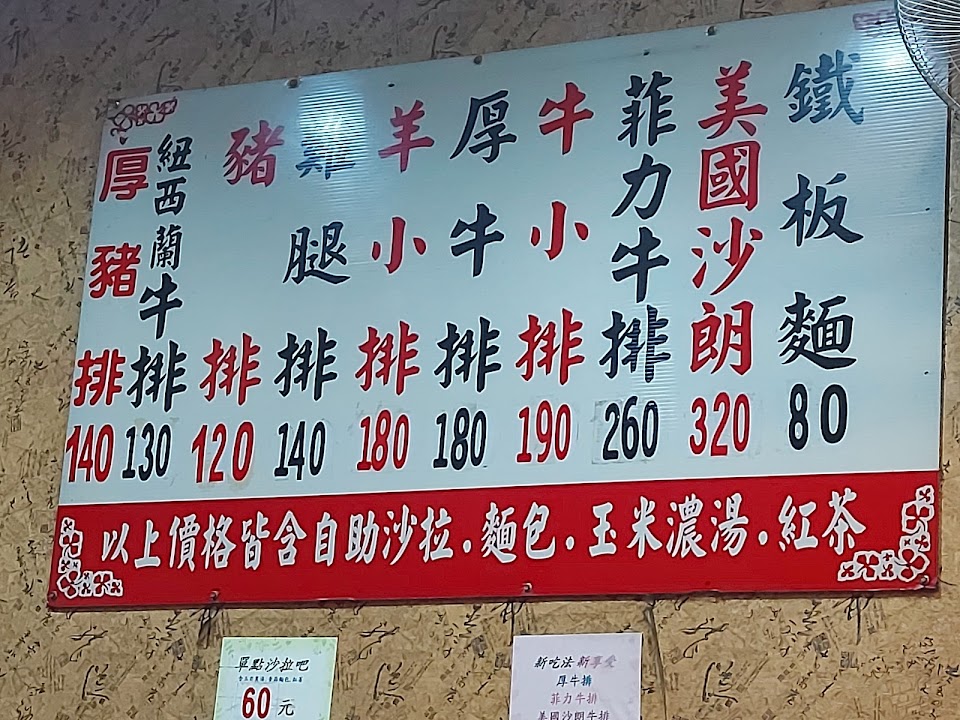 鐵板麵 80
美國沙朗 320
菲力牛排 260
牛小排 190
厚牛排 180
羊小排 180
雞腿排 140
豬排 120
紐西蘭牛排 130
厚豬排 140
以上價格皆含自助沙拉.麵包.玉米濃湯.紅茶
單點沙拉吧
60元
新吃法 新享受
厚牛排
菲力牛排
美國沙朗牛排